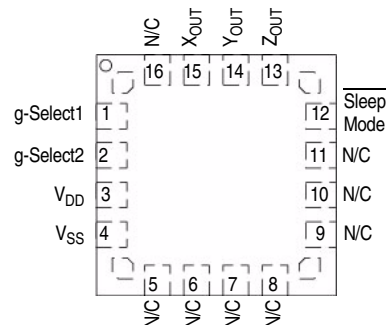 N/C
XOUT
YOUT
ZOUT
16
15
14
13
g-Select1
1
g-Select2
2
VDD
3
VSS
4
12
Sleep
Mode
11
N/C
10
N/C
9
N/C
5
6
7
8
N/C
N/C
N/C
N/C